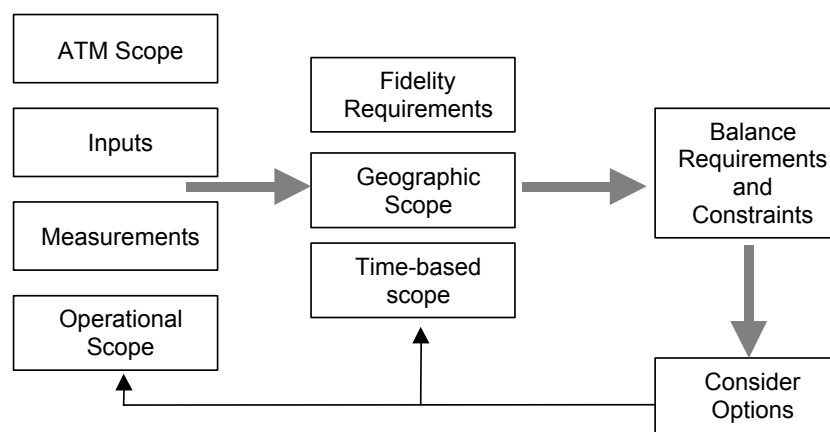 ATM Scope
Inputs
Measurements
Operational
Scope
Fidelity
Requirements
Geographic
Scope
Time-based
scope
Balance
Requirements
and
Constraints
Consider
Options